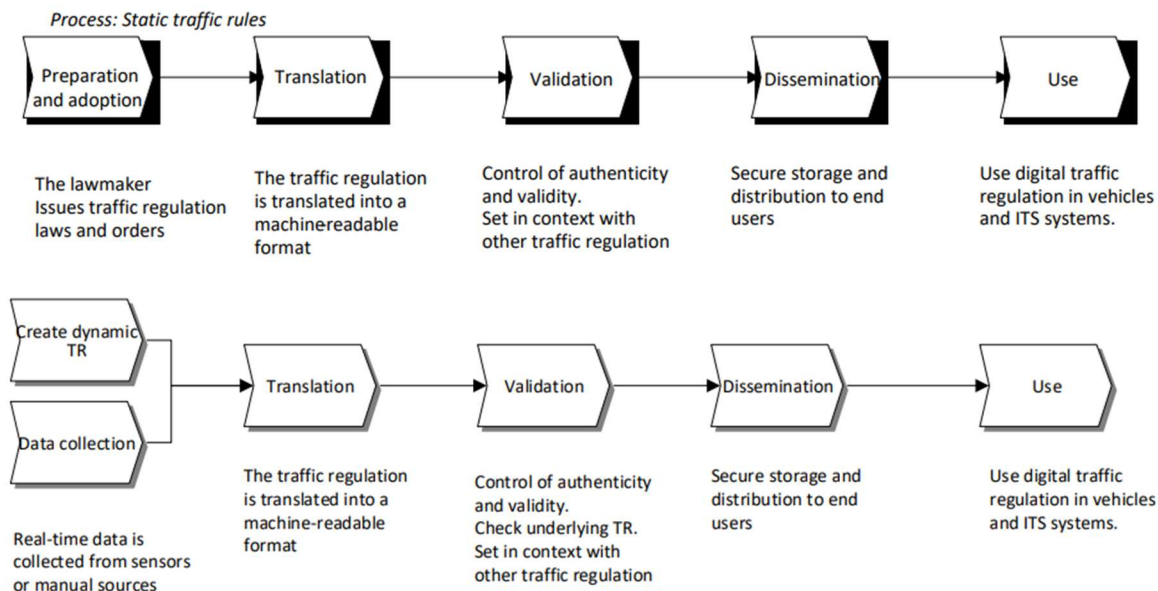 Process: Static traffic rules
Preparation
and adoption
Translation
Validation
Dissemination
Use
The lawmaker
Issues traffic regulation
laws and orders
The traffic regulation
is translated into a
machine-readable
format
Control of authenticity
and validity.
Set in context with
other traffic regulation
Secure storage and
distribution to end
users
Use digital traffic
regulation in vehicles
and ITS systems.
Create dynamic
TR
Data collection
Translation
Validation
Dissemination
Use
Real-time data is
collected from sensors
or manual sources
The traffic regulation
is translated into a
machine-readable
format
Control of authenticity
and validity.
Check underlying TR.
Set in context with
other traffic regulation
Secure storage and
distribution to end
users
Use digital traffic
regulation in vehicles
and ITS systems.